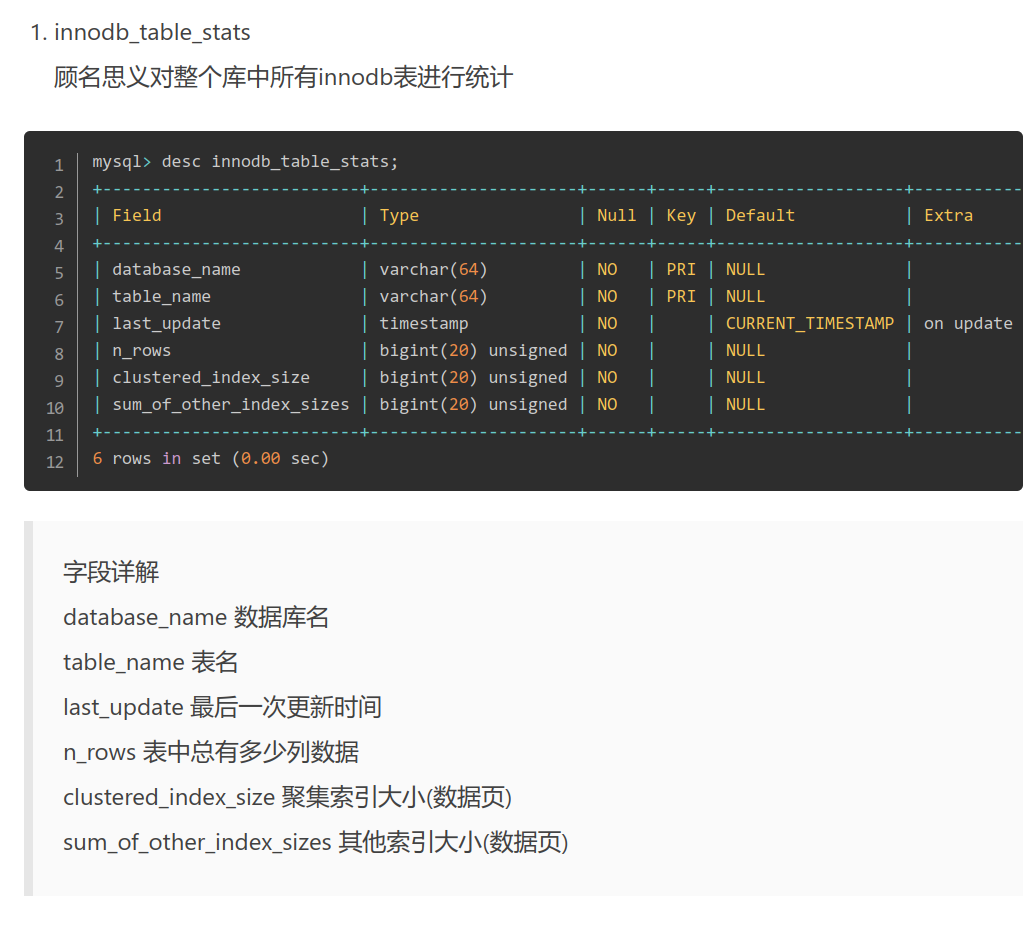 1. innodb_table_stats
顾名思义对整个库中所有innodb表进行统计
1 mysql> desc innodb_table_stats;
2 +--------------------------+---------------------+------+-----+-------------------+-----------
3 | Field                    | Type                | Null | Key | Default           | Extra
4 +--------------------------+---------------------+------+-----+-------------------+-----------
5 | database_name            | varchar(64)         | NO   | PRI | NULL              |
6 | table_name               | varchar(64)         | NO   | PRI | NULL              |
7 | last_update              | timestamp           | NO   |     | CURRENT_TIMESTAMP | on update
8 | n_rows                   | bigint(20) unsigned | NO   |     | NULL              |
9 | clustered_index_size     | bigint(20) unsigned | NO   |     | NULL              |
10 | sum_of_other_index_sizes | bigint(20) unsigned | NO   |     | NULL              |
11 +--------------------------+---------------------+------+-----+-------------------+-----------
12 6 rows in set (0.00 sec)
字段详解
database_name 数据库名
table_name 表名
last_update 最后一次更新时间
n_rows 表中总有多少列数据
clustered_index_size 聚集索引大小(数据页)
sum_of_other_index_sizes 其他索引大小(数据页)